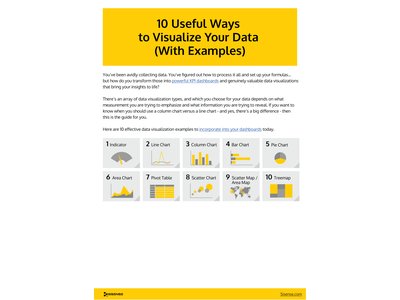 10 Useful Ways
to Visualize Your Data
(With Examples)
You've been avidly collecting data. You've figured out how to process it all and set up your formulas...
but how do you transform those into powerful KPI dashboards and genuinely valuable data visualizations
that bring your insights to life?
There's an array of data visualization types, and which you choose for your data depends on what
measurement you are trying to emphasize and what information you are trying to reveal, if you want to
know when you should use a column chart versus a line chart - and yes, there's a big difference - then
this is the guide for you.
Here are 10 effective data visualization examples to incorporate into your dashboards today.
1 Indicator
2 Line Chart
3 Column Chart
4 Bar Chart
5 Pie Chart
6 Area Chart
7 Pivot Table
8 Scatter Chart
9 Scatter Map /
Area Map
10 Treemap
sisense
Sisense.com